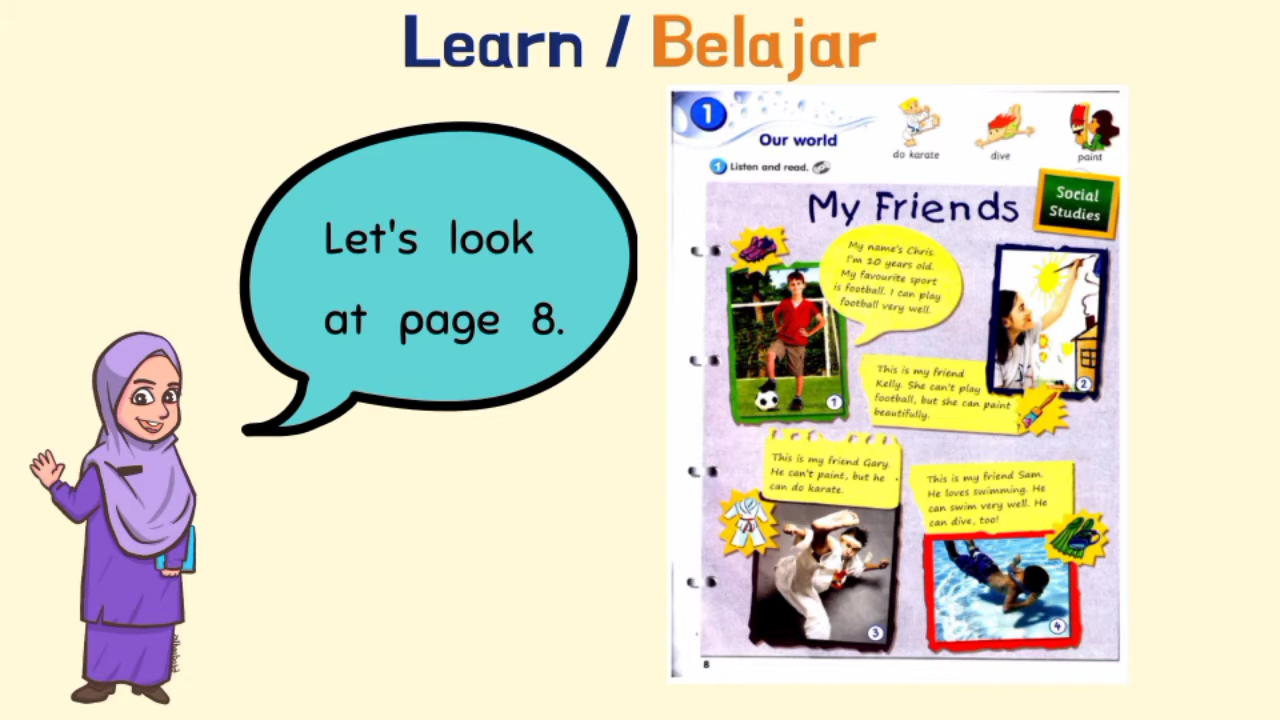 Learn / Belajar
Let's look
at page 8.
1
Our world
do karate
dive
paint
1 Listen and read.
My Friends
Social
Studies
My name's Chris.
I'm 10 years old.
My favourite sport
is football. I can play
football very well.
1
2
This is my friend
Kelly. She can't play
football, but she can paint
beautifully.
This is my friend Gary.
He can't paint, but he
can do karate.
3
This is my friend Sam.
He loves swimming. He
can swim very well. He
can dive, too!
4
8